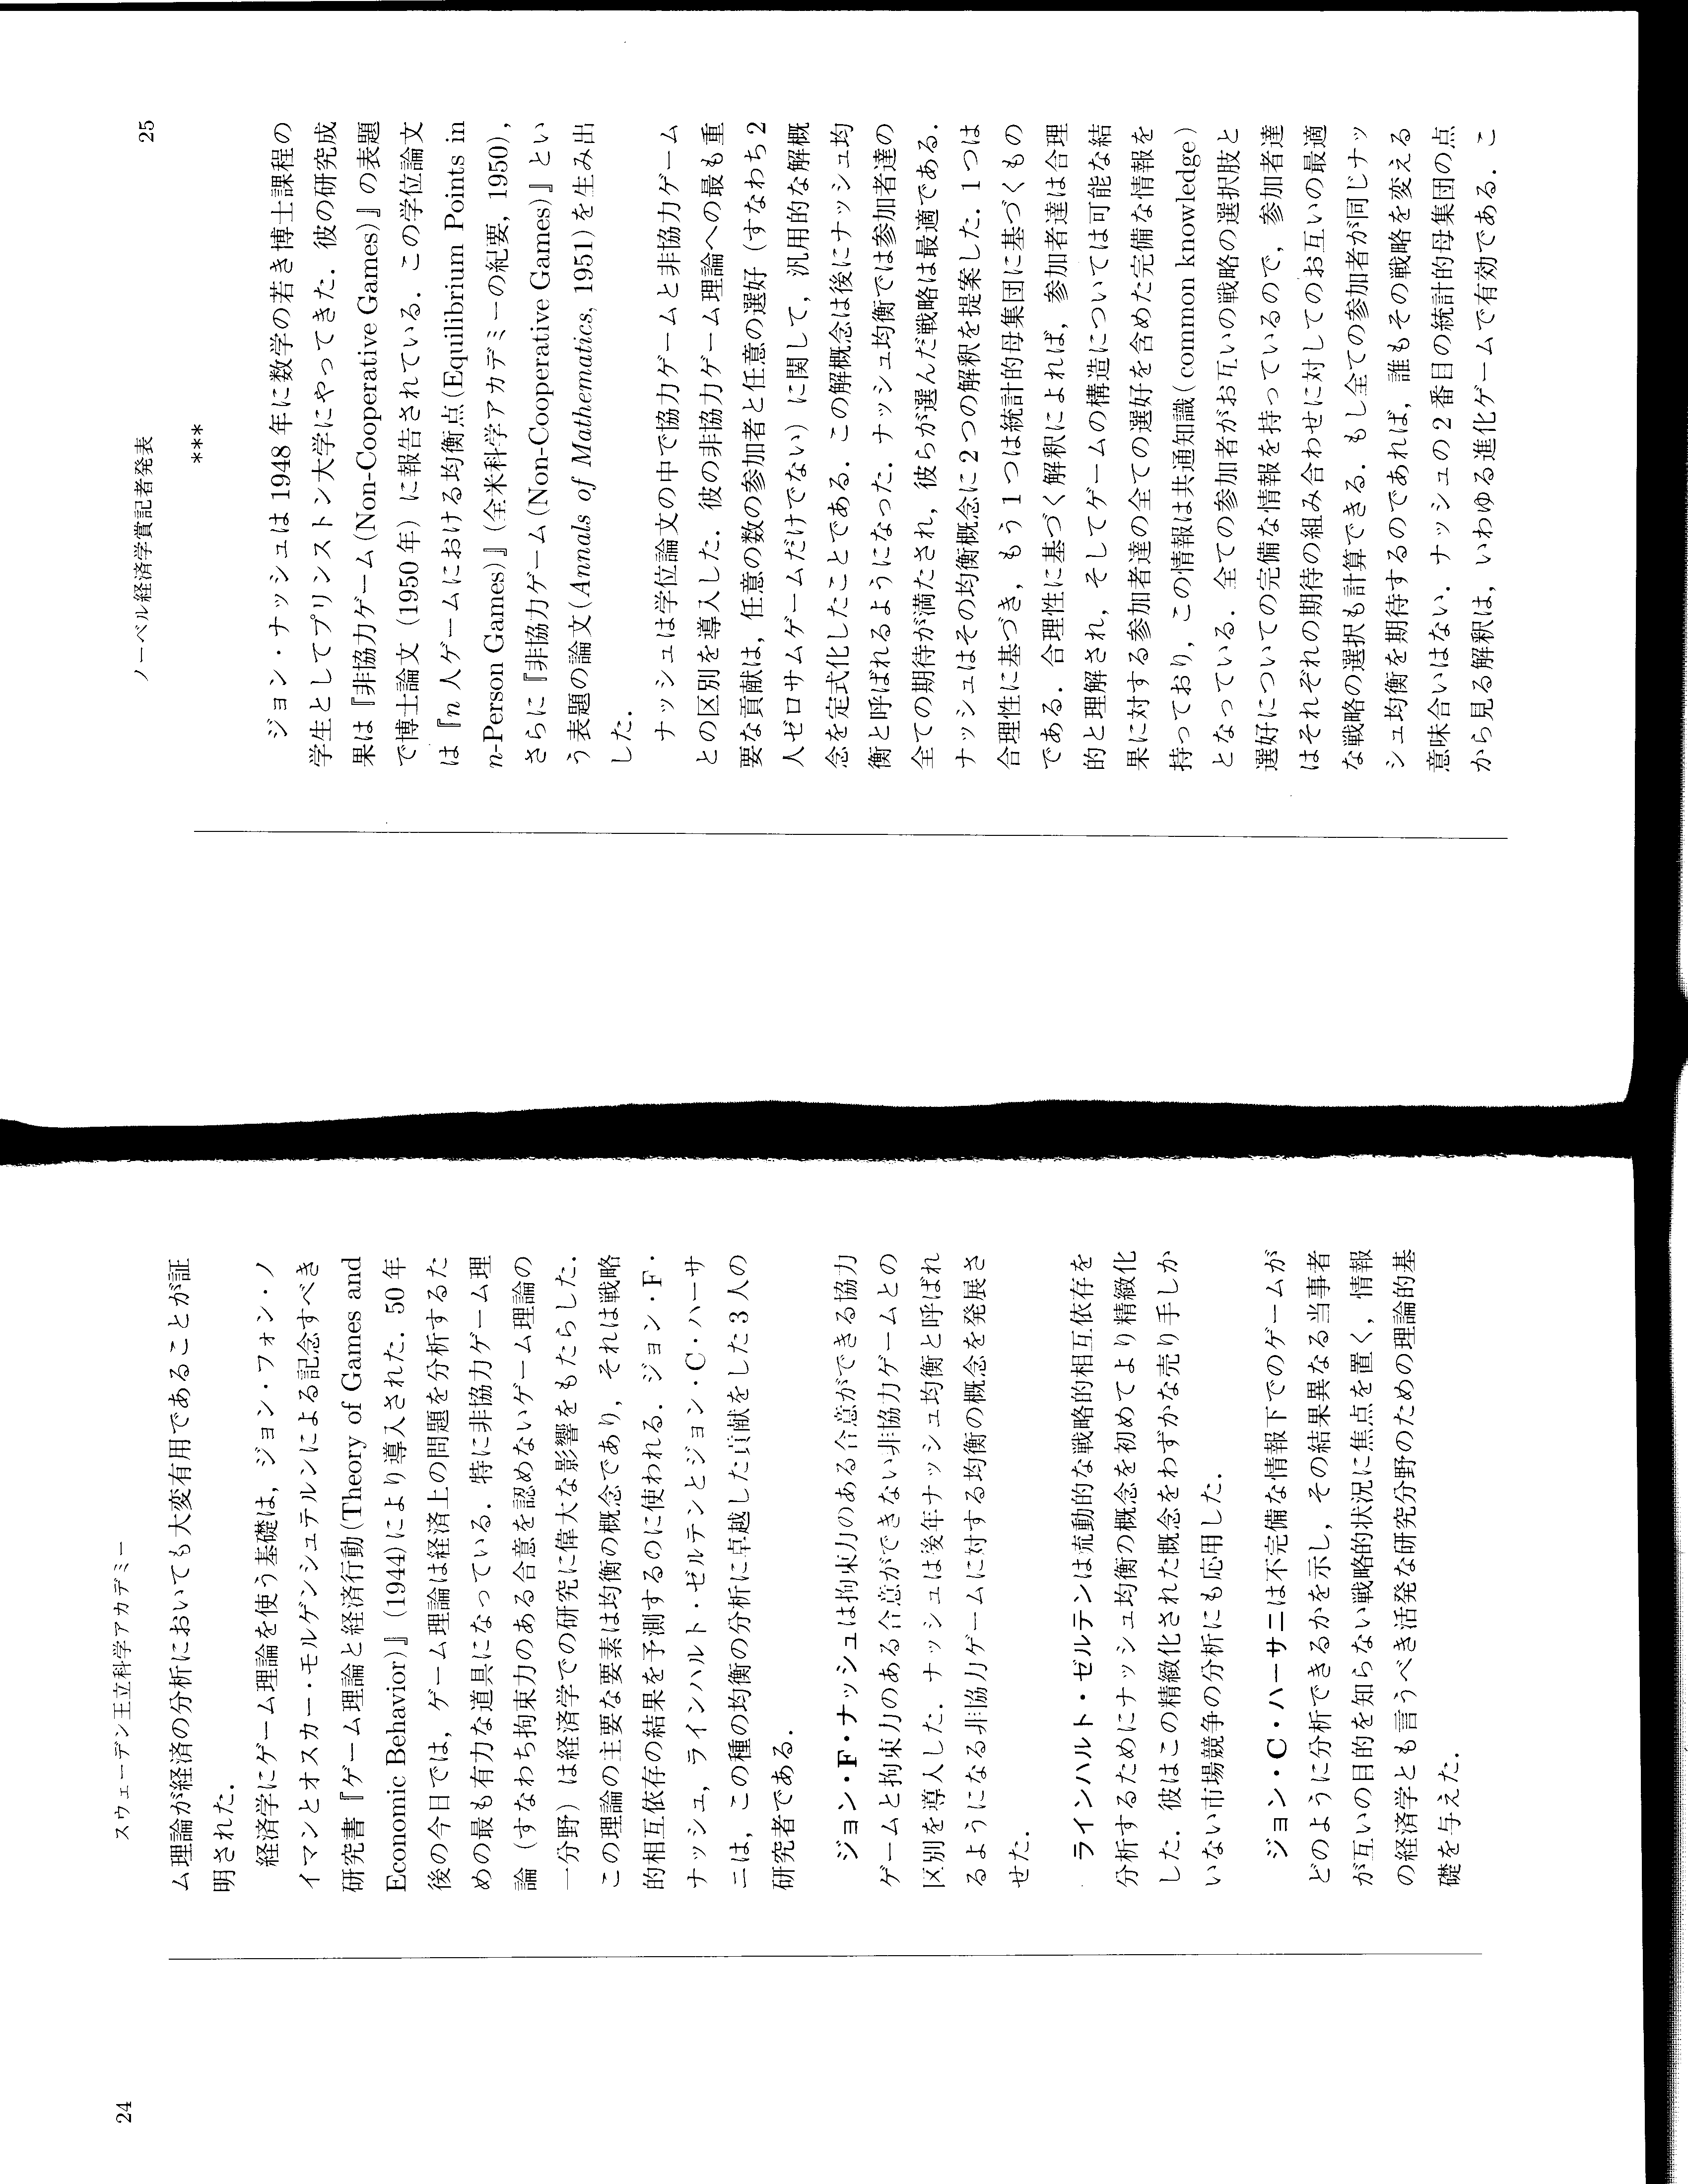 24
スウェーデン王立科学アカデミー
ム理論が経済の分析においても大変有用であることが証
明された．
経済学にゲーム理論を使う基礎は，ジョン・フォン・ノ
イマンとオスカー・モルゲンシュテルンによる記念すべき
研究書『ゲーム理論と経済行動(Theory of Games and
Economic Behavior)』(1944)により導入された．50 年
後の今日では，ゲーム理論は経済上の問題を分析するた
めの最も有力な道具になっている．特に非協力ゲーム理
論（すなわち拘束力のある合意を認めないゲーム理論の
一分野）は経済学での研究に偉大な影響をもたらした．
この理論の主要な要素は均衡の概念であり，それは戦略
的相互依存の結果を予測するのに使われる．ジョン・F・
ナッシュ，ラインハルト・ゼルテンとジョン・C・ハーサ
ニは，この種の均衡の分析に卓越した貢献をした 3 人の
研究者である．
ジョン・F・ナッシュは拘束力のある合意ができる協力
ゲームと拘束力のある合意ができない非協力ゲームとの
区別を導入した．ナッシュは後年ナッシュ均衡と呼ばれ
るようになる非協力ゲームに対する均衡の概念を発展さ
せた．
ラインハルト・ゼルテンは流動的な戦略的相互依存を
分析するためにナッシュ均衡の概念を初めてより精緻化
した．彼はこの精緻化された概念をわずかな売り手しか
いない市場競争の分析にも応用した．
ジョン・C・ハーサニは不完備な情報下でのゲームが
どのように分析できるかを示し，その結果異なる当事者
が互いの目的を知らない戦略的状況に焦点を置く，情報
の経済学とも言うべき活発な研究分野のための理論的基
礎を与えた．
ノーベル経済学賞記者発表
25
***
ジョン・ナッシュは 1948 年に数学の若き博士課程の
学生としてプリンストン大学にやってきた．彼の研究成
果は『非協力ゲーム(Non-Cooperative Games)』の表題
で博士論文（1950 年）に報告されている．この学位論文
は『n 人ゲームにおける均衡点(Equilibrium Points in
n-Person Games)』(全米科学アカデミーの紀要, 1950)，
さらに『非協力ゲーム(Non-Cooperative Games)』とい
う表題の論文(Annals of Mathematics, 1951)を生み出
した．
ナッシュは学位論文の中で協力ゲームと非協力ゲーム
との区別を導入した．彼の非協力ゲーム理論への最も重
要な貢献は，任意の数の参加者と任意の選好（すなわち 2
人ゼロサムゲームだけでない）に関して，汎用的な解概
念を定式化したことである．この解概念は後にナッシュ均
衡と呼ばれるようになった．ナッシュ均衡では参加者達の
全ての期待が満たされ，彼らが選んだ戦略は最適である．
ナッシュはその均衡概念に 2 つの解釈を提案した．1 つは
合理性に基づき，もう 1 つは統計的母集団に基づくもの
である．合理性に基づく解釈によれば，参加者達は合理
的と理解され，そしてゲームの構造については可能な結
果に対する参加者達の全ての選好を含めた完備な情報を
持っており，この情報は共通知識(common knowledge)
となっている．全ての参加者がお互いの戦略の選択肢と
選好についての完備な情報を持っているので，参加者達
はそれぞれの期待の組み合わせに対してのお互いの最適
な戦略の選択も計算できる．もし全ての参加者が同じナッ
シュ均衡を期待するのであれば，誰もその戦略を変える
意味合いはない．ナッシュの 2 番目の統計的母集団の点
から見る解釈は，いわゆる進化ゲームで有効である．こ